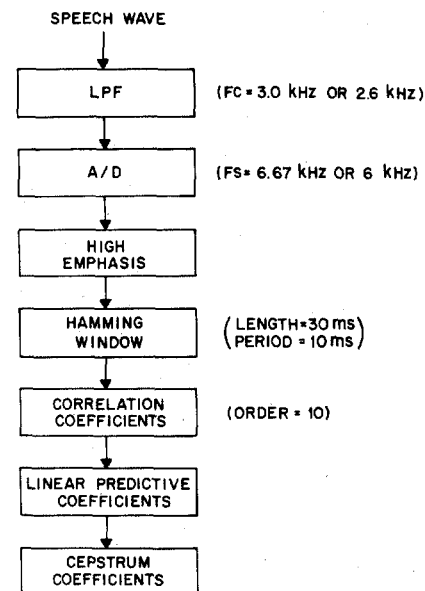 SPEECH WAVE
LPF
(FC = 3.0 kHz OR 2.6 kHz)
A/D
(FS = 6.67 kHz OR 6 kHz)
HIGH
EMPHASIS
HAMMING
WINDOW
(LENGTH = 30 ms
PERIOD = 10 ms)
CORRELATION
COEFFICIENTS
(ORDER = 10)
LINEAR PREDICTIVE
COEFFICIENTS
CEPSTRUM
COEFFICIENTS